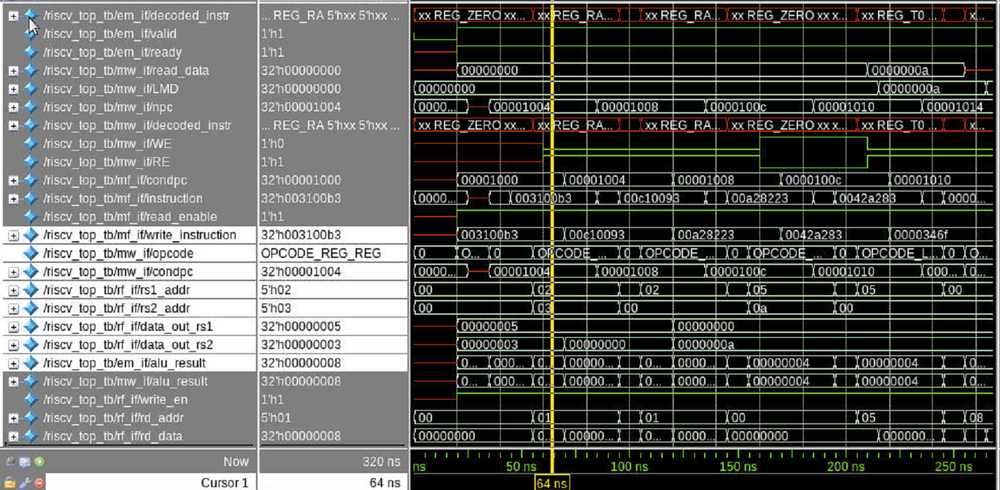 /riscv_top_tb/em_if/decoded_instr ... REG_RA 5'hxx 5'hxx ... xx REG_ZERO xx... xx REG_RA... xx REG_RA... xx REG_ZERO xx x... xx REG_T0 ... x...
/riscv_top_tb/em_if/valid 1'h1
/riscv_top_tb/em_if/ready 1'h1
/riscv_top_tb/mw_if/read_data 32'h00000000 00000000 0000000a
/riscv_top_tb/mw_if/LMD 32'h00000000 00000000 0000000a
/riscv_top_tb/mw_if/npc 32'h00001004 0000... 00001004 00001008 0000100c 00001010 00001014
/riscv_top_tb/mw_if/decoded_instr ... REG_RA 5'hxx 5'hxx ... xx REG_ZERO xx... xx REG_RA... xx REG_RA... xx REG_ZERO xx x... xx REG_T0 ... x...
/riscv_top_tb/mw_if/WE 1'h0
/riscv_top_tb/mw_if/RE 1'h1
/riscv_top_tb/mf_if/condpc 32'h00001000 00001000 00001004 00001008 0000100c 00001010
/riscv_top_tb/mf_if/instruction 32'h003100b3 0000... 003100b3 00c10093 00a28223 0042a283 0000...
/riscv_top_tb/mf_if/read_enable 1'h1
/riscv_top_tb/mf_if/write_instruction 32'h003100b3 003100b3 00c10093 00a28223 0042a283 0000346f
/riscv_top_tb/mw_if/opcode OPCODE_REG_REG 0 O... 0 OPCODE_... 0 OPCODE_... 0 OPCODE_... 0 OPCODE_L... 0 O...
/riscv_top_tb/mw_if/condpc 32'h00001004 0000... 00001004 00001008 0000100c 00001010 000... 0...
/riscv_top_tb/rf_if/rs1_addr 5'h02 00 02 02 05 05 00
/riscv_top_tb/rf_if/rs2_addr 5'h03 00 03 00 0a 00
/riscv_top_tb/rf_if/data_out_rs1 32'h00000005 00000005 00000000
/riscv_top_tb/rf_if/data_out_rs2 32'h00000003 00000003 00000000 0000000a
/riscv_top_tb/em_if/alu_result 32'h00000008 0... 000... 0... 00000... 0... 0000... 00000004 00000004 0...
/riscv_top_tb/mw_if/alu_result 32'h00000008 0... 000... 0... 00000... 0... 0000... 00000004 00000004 0...
/riscv_top_tb/rf_if/write_en 1'h1
/riscv_top_tb/rf_if/rd_addr 5'h01 00 01 01 00 05 08
/riscv_top_tb/rf_if/rd_data 32'h00000008 00000000 0... 00000... 0... 0000... 00000000 000000... 0...
Now 320 ns ns 50 ns 100 ns 150 ns 200 ns 250 ns
Cursor 1 64 ns 64 ns